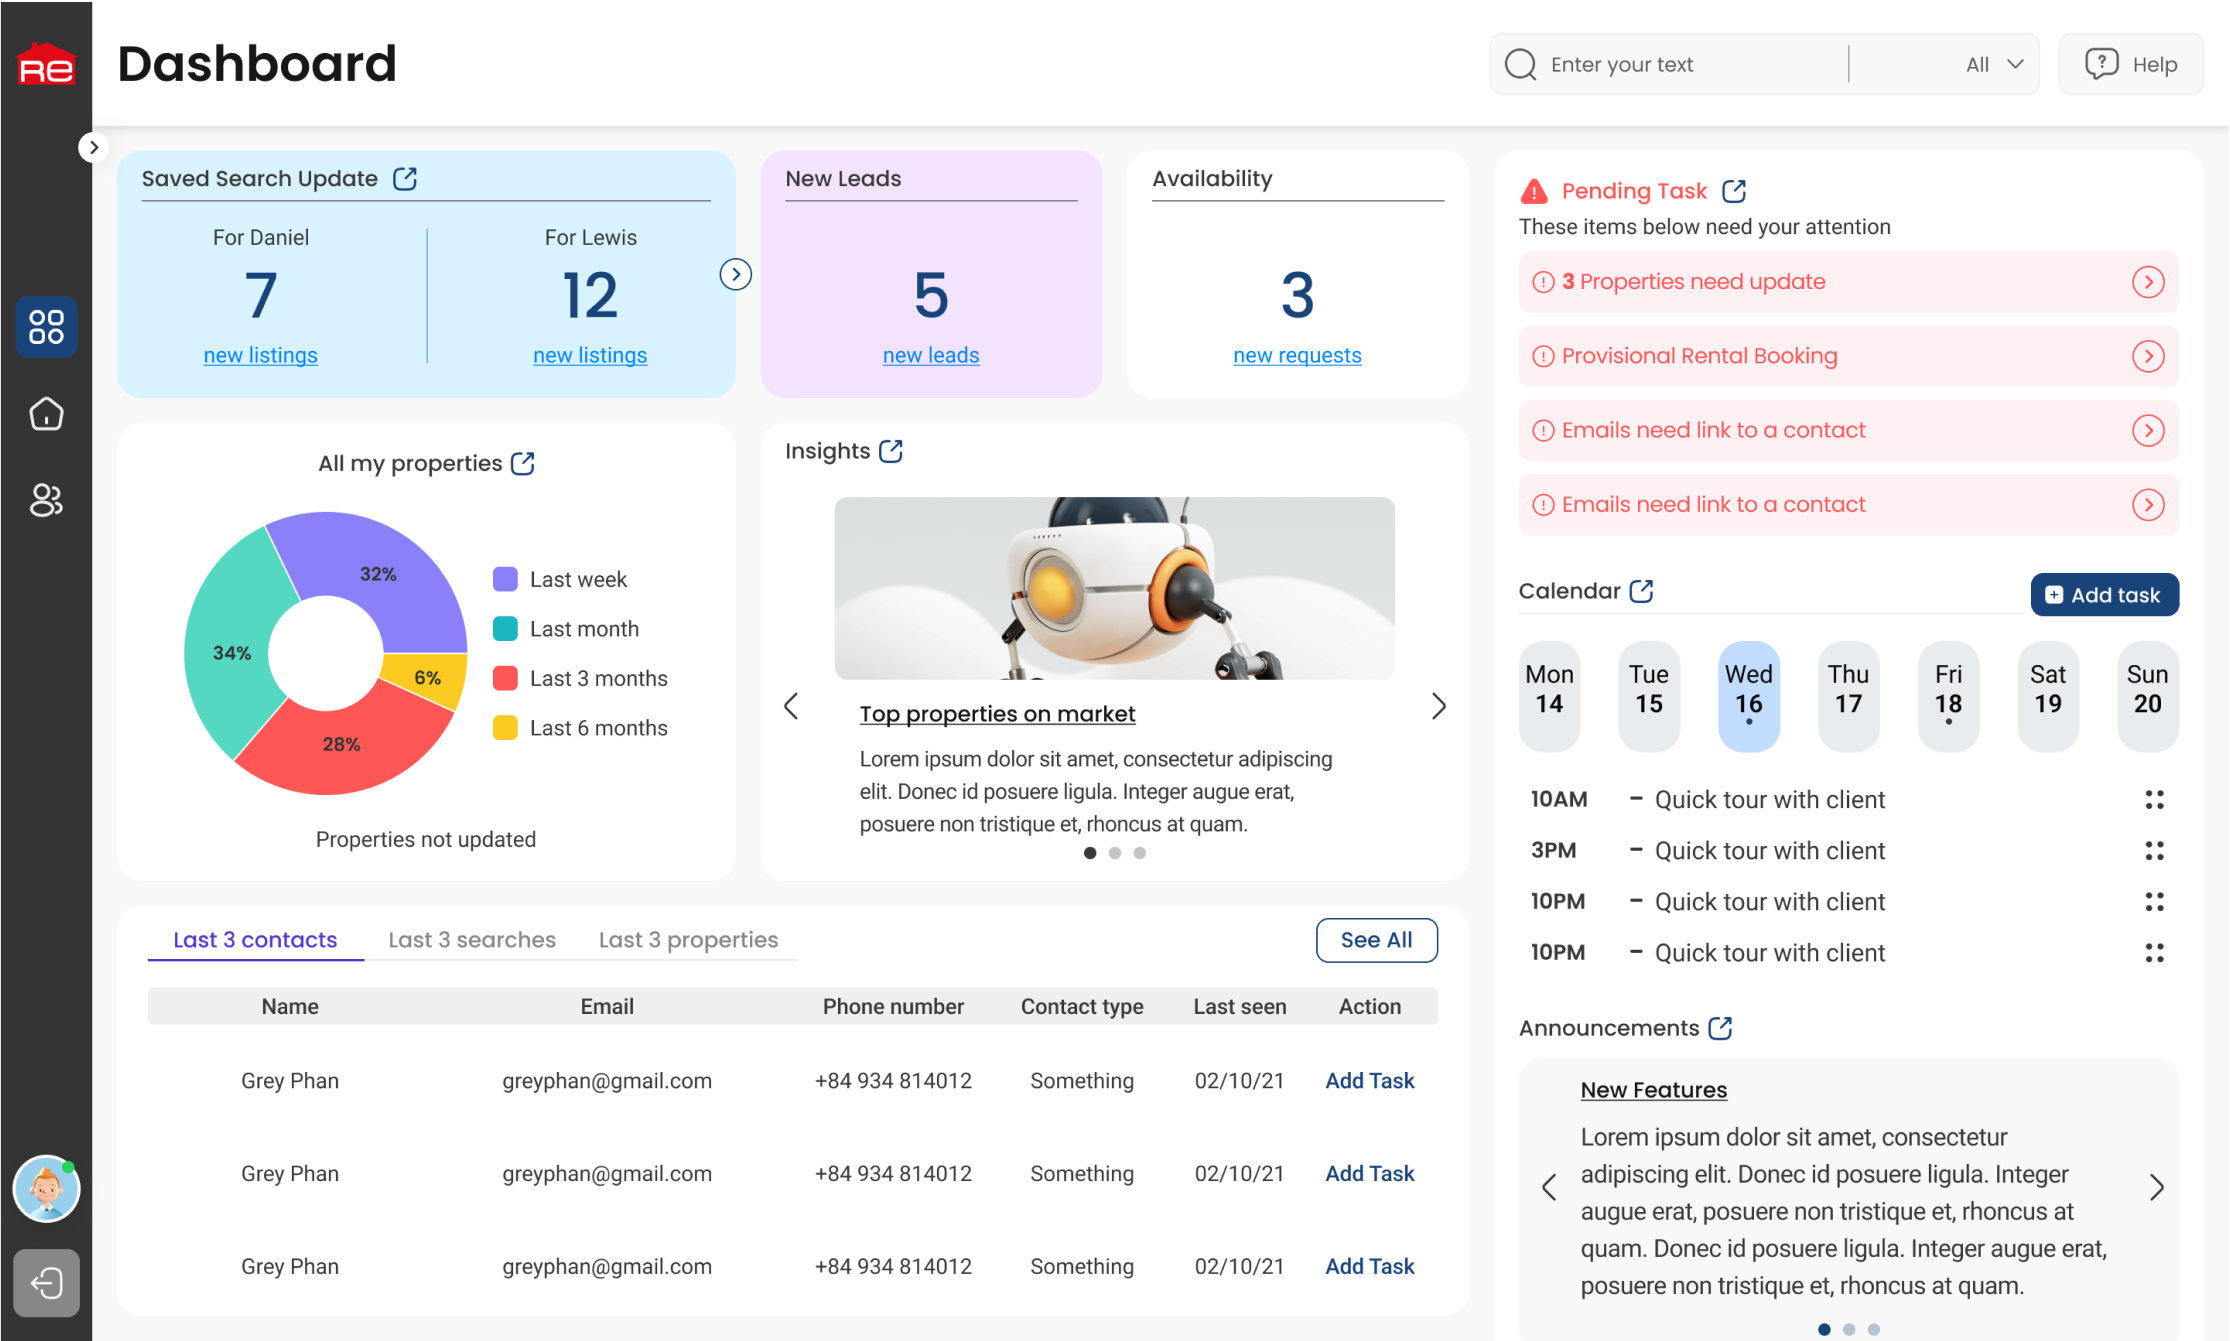 Re
Dashboard
Enter your text
All
Help
Saved Search Update
For Daniel
7
new listings
For Lewis
12
new listings
New Leads
5
new leads
Availability
3
new requests
Pending Task
These items below need your attention
3 Properties need update
Provisional Rental Booking
Emails need link to a contact
Emails need link to a contact
All my properties
32%
34%
6%
28%
Last week
Last month
Last 3 months
Last 6 months
Properties not updated
Insights
Top properties on market
Lorem ipsum dolor sit amet, consectetur adipiscing
elit. Donec id posuere ligula. Integer augue erat,
posuere non tristique et, rhoncus at quam.
Calendar
Add task
Mon 14
Tue 15
Wed 16
Thu 17
Fri 18
Sat 19
Sun 20
10AM – Quick tour with client
3PM – Quick tour with client
10PM – Quick tour with client
10PM – Quick tour with client
Last 3 contacts
Last 3 searches
Last 3 properties
See All
Name Email Phone number Contact type Last seen Action
Grey Phan greyphan@gmail.com +84 934 814012 Something 02/10/21 Add Task
Grey Phan greyphan@gmail.com +84 934 814012 Something 02/10/21 Add Task
Grey Phan greyphan@gmail.com +84 934 814012 Something 02/10/21 Add Task
Announcements
New Features
Lorem ipsum dolor sit amet, consectetur
adipiscing elit. Donec id posuere ligula. Integer
augue erat, posuere non tristique et, rhoncus at
quam. Donec id posuere ligula. Integer augue erat,
posuere non tristique et, rhoncus at quam.